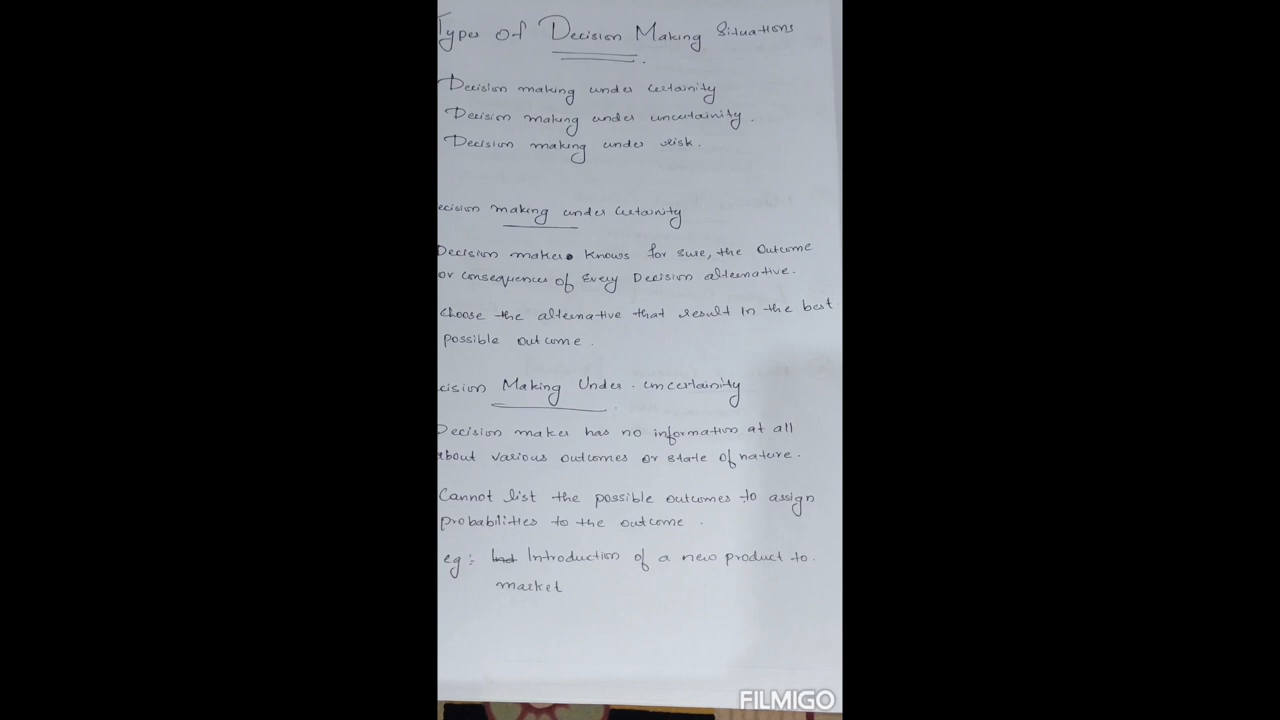 Types of Decision Making Situations
Decision making under certainity
Decision making under uncertainity.
Decision making under risk.
ecision making under certainity
Decision maker knows for sure, the outcome
or consequences of Every Decision alternative.
Choose the alternative that result in the best
possible outcome.
cision Making Under uncertainity
Decision maker has no information at all
about various outcomes or state of nature.
Cannot list the possible outcomes to assign
probabilities to the outcome.
eg:- Introduction of a new product to.
market
FILMIGO